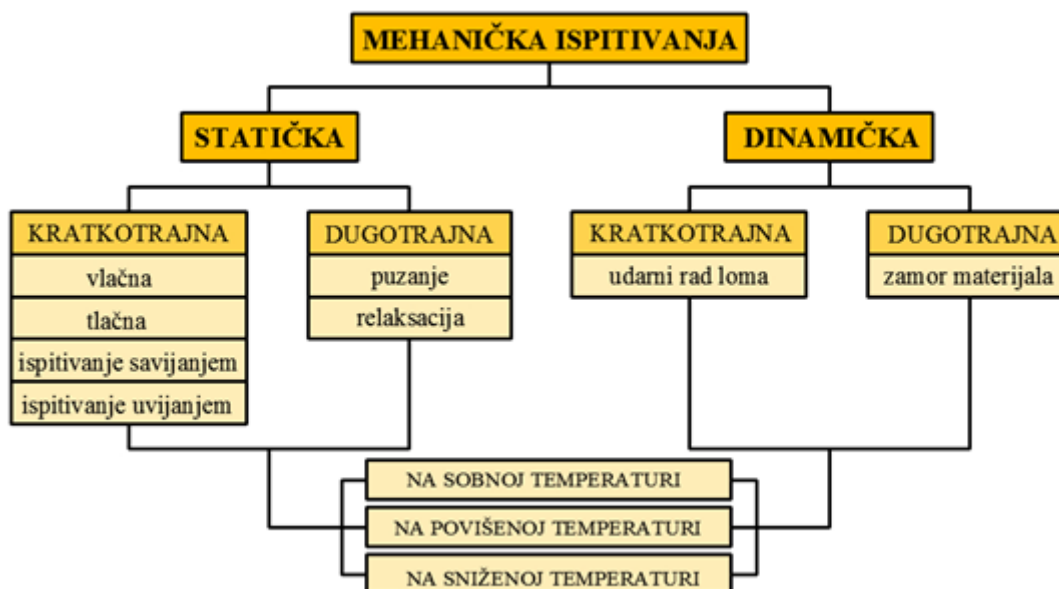 MEHANIČKA ISPITIVANJA
STATIČKA
DINAMIČKA
KRATKOTRAJNA
vlačna
tlačna
ispitivanje savijanjem
ispitivanje uvijanjem
DUGOTRAJNA
puzanje
relaksacija
KRATKOTRAJNA
udarni rad loma
DUGOTRAJNA
zamor materijala
NA SOBNOJ TEMPERATURI
NA POVIŠENOJ TEMPERATURI
NA SNIŽENOJ TEMPERATURI